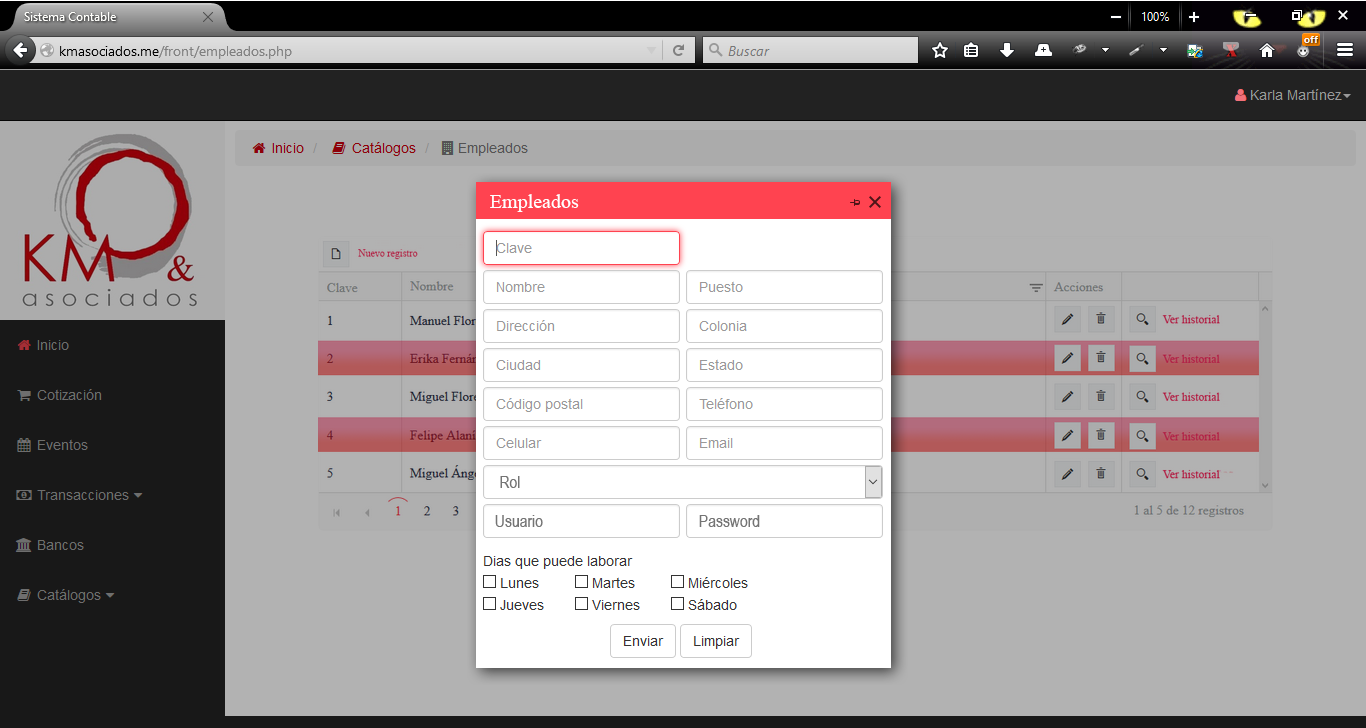 Sistema Contable
100%
kmasociados.me/front/empleados.php
Buscar
off
Karla Martínez
KM &
asociados
Inicio / Catálogos / Empleados
Inicio
Cotización
Eventos
Transacciones
Bancos
Catálogos
Nuevo registro
Clave Nombre Acciones
1 Manuel Flor Ver historial
2 Erika Fernán Ver historial
3 Miguel Flore Ver historial
4 Felipe Alaní Ver historial
5 Miguel Ánge Ver historial
1 2 3 1 al 5 de 12 registros
Empleados
Clave
Nombre Puesto
Dirección Colonia
Ciudad Estado
Código postal Teléfono
Celular Email
Rol
Usuario Password
Dias que puede laborar
Lunes Martes Miércoles
Jueves Viernes Sábado
Enviar Limpiar